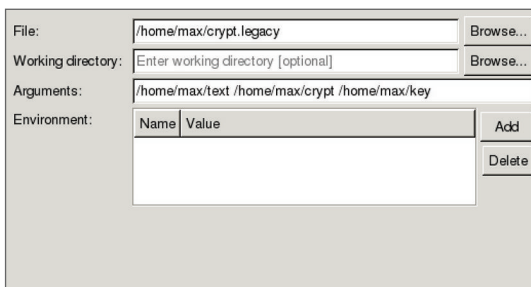 File: /home/max/crypt.legacy Browse...
Working directory: Enter working directory [optional] Browse...
Arguments: /home/max/text /home/max/crypt /home/max/key
Environment: Name Value Add
Delete